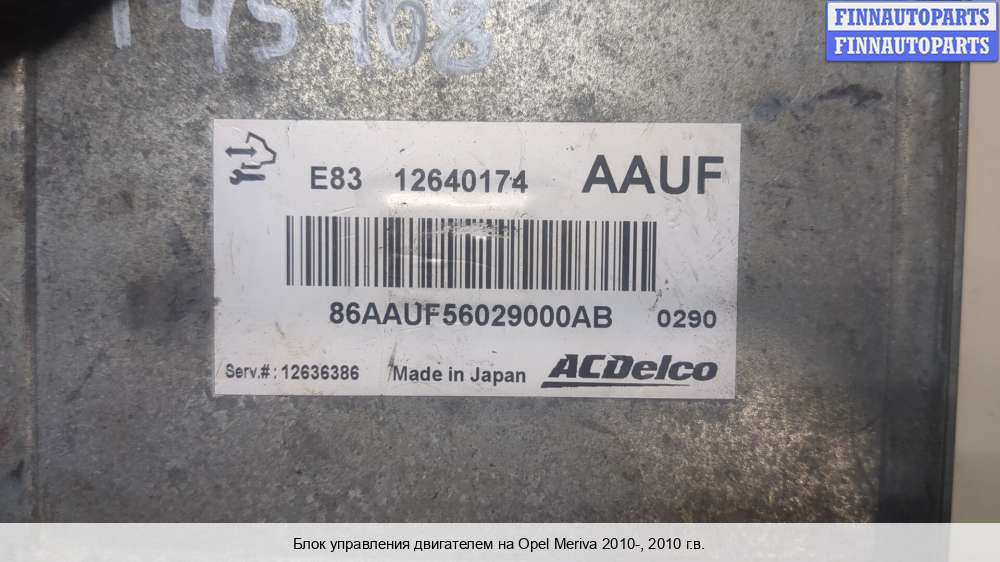 FINNAUTOPARTS
FINNAUTOPARTS
E83 12640174 AAUF
86AAUF56029000AB 0290
Serv.#: 12636386 Made in Japan ACDelco
Блок управления двигателем на Opel Meriva 2010-, 2010 г.в.